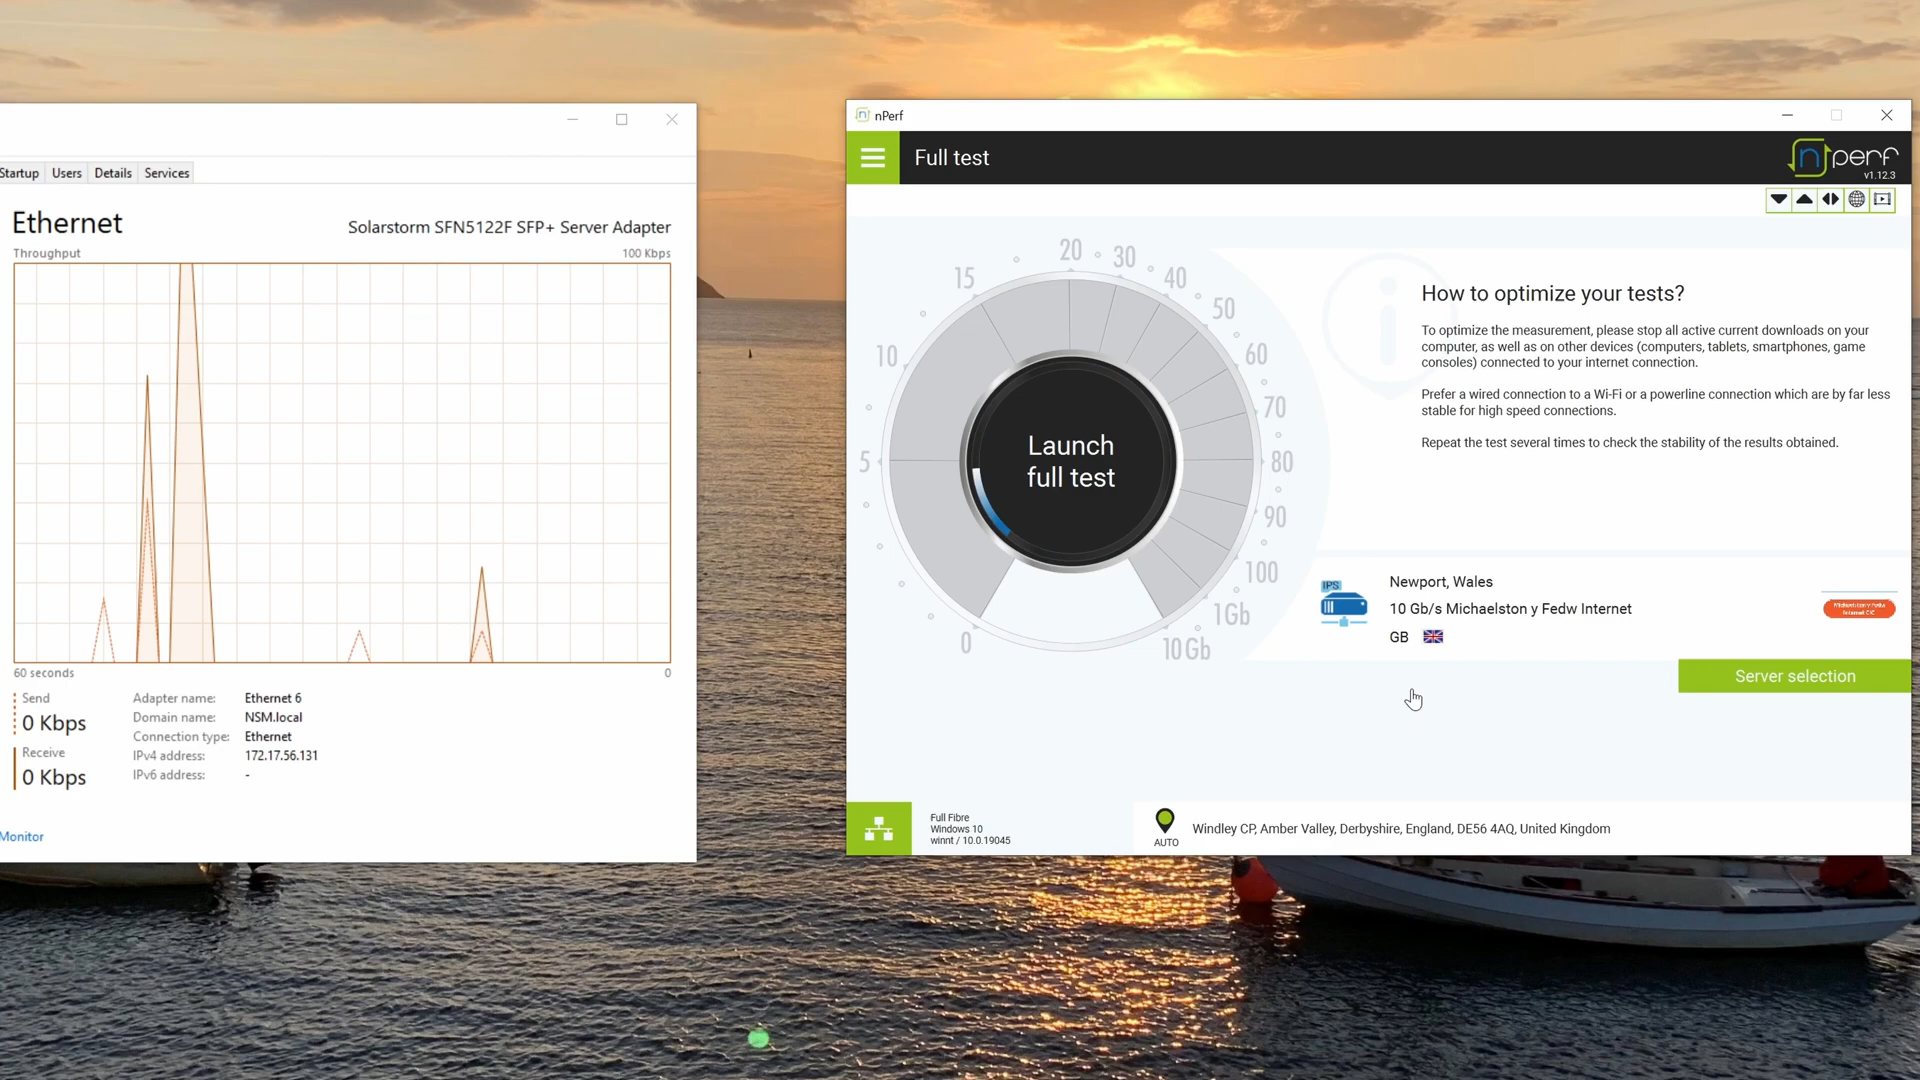 Startup Users Details Services
Ethernet
Solarstorm SFN5122F SFP+ Server Adapter
Throughput
100 Kbps
60 seconds
0
Send
0 Kbps
Receive
0 Kbps
Adapter name: Ethernet 6
Domain name: NSM.local
Connection type: Ethernet
IPv4 address: 172.17.56.131
IPv6 address: -
Monitor
nPerf
Full test
nperf
v1.12.3
0
5
10
15
20
30
40
50
60
70
80
90
100
1Gb
10Gb
Launch
full test
How to optimize your tests?
To optimize the measurement, please stop all active current downloads on your
computer, as well as on other devices (computers, tablets, smartphones, game
consoles) connected to your internet connection.
Prefer a wired connection to a Wi-Fi or a powerline connection which are by far less
stable for high speed connections.
Repeat the test several times to check the stability of the results obtained.
IPS
Newport, Wales
10 Gb/s Michaelston y Fedw Internet
GB
Michaelston y Fedw
Internet CIC
Server selection
Full Fibre
Windows 10
winnt / 10.0.19045
AUTO
Windley CP, Amber Valley, Derbyshire, England, DE56 4AQ, United Kingdom